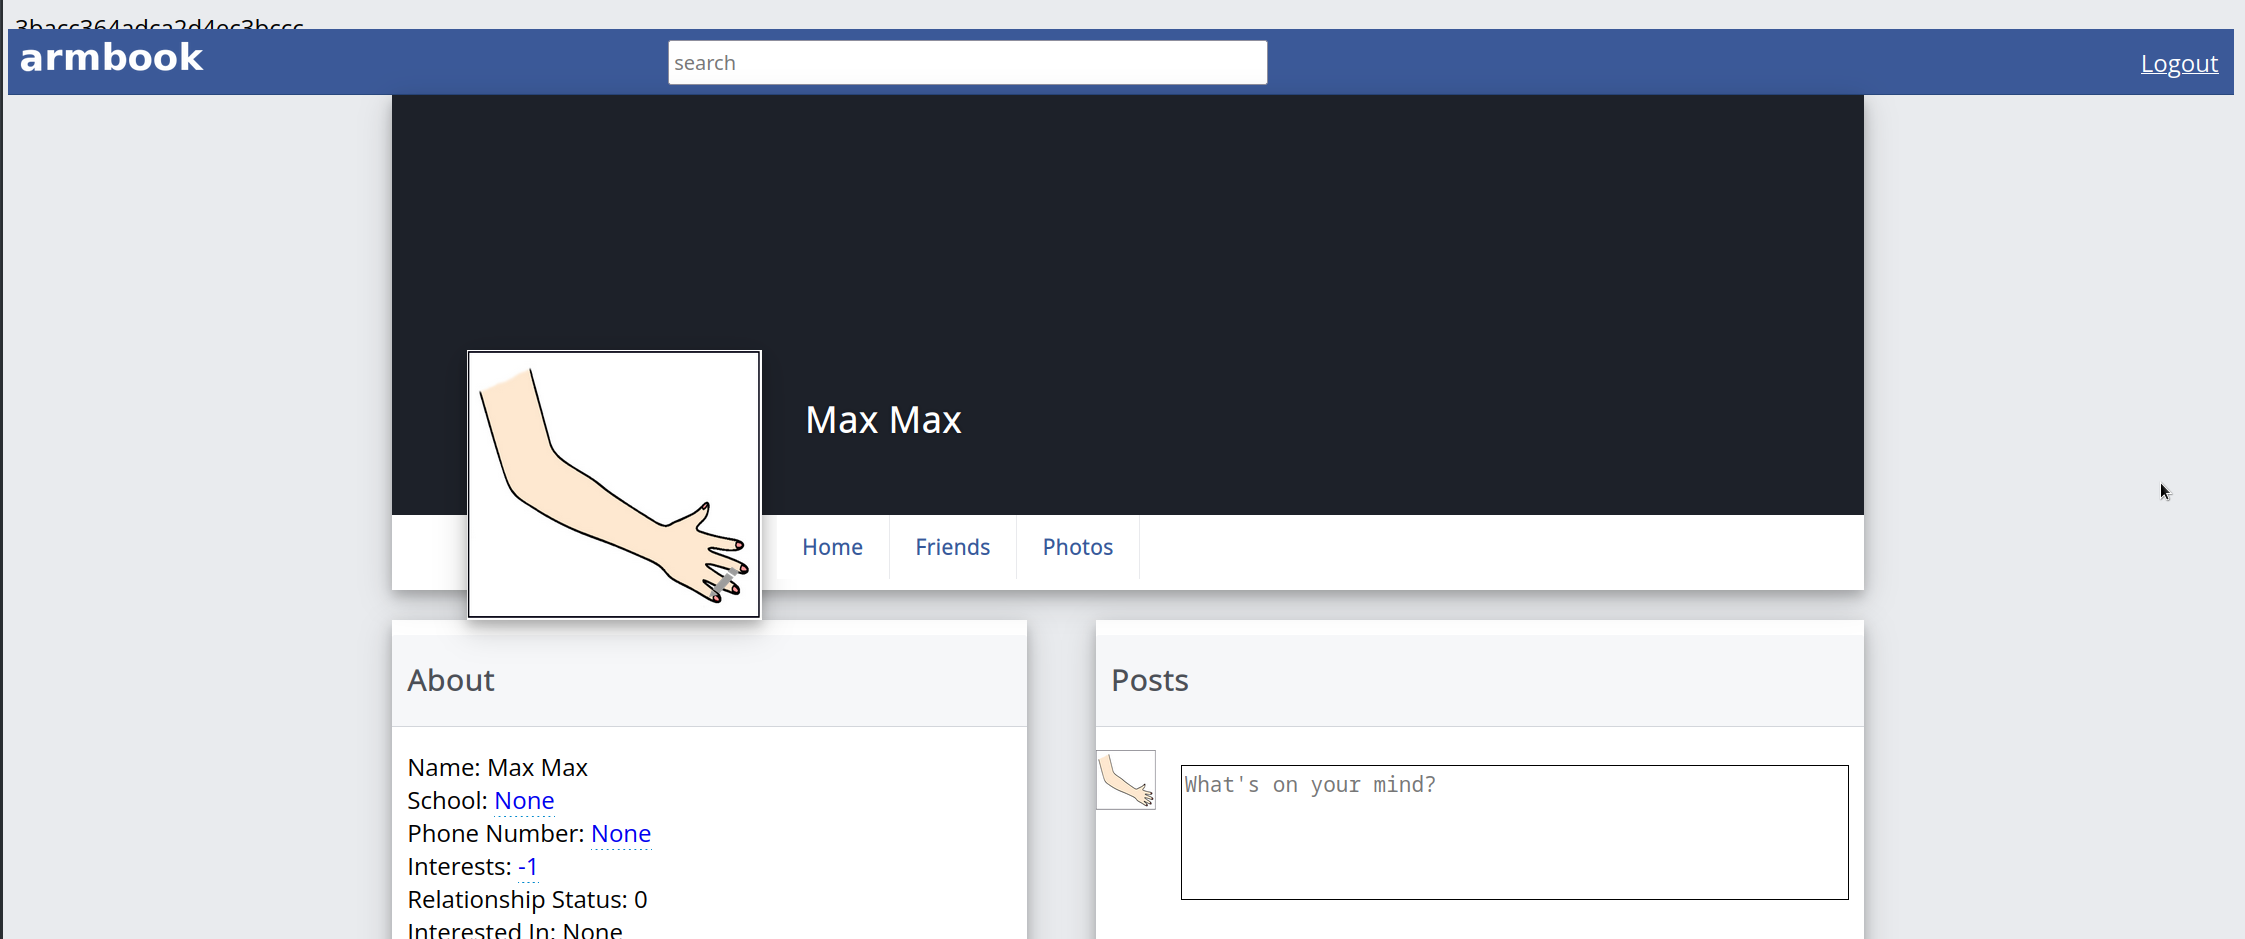 armbook
search
Logout
Max Max
Home Friends Photos
About
Posts
Name: Max Max
School: None
Phone Number: None
Interests: -1
Relationship Status: 0
Interested In: None
What's on your mind?